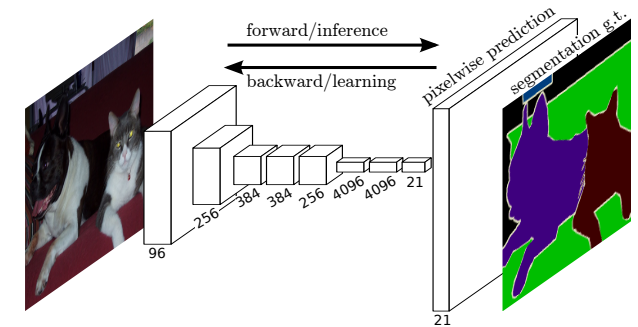 forward/inference
backward/learning
pixelwise prediction
segmentation g.t.
96
256
384
384
256
4096
4096
21
21